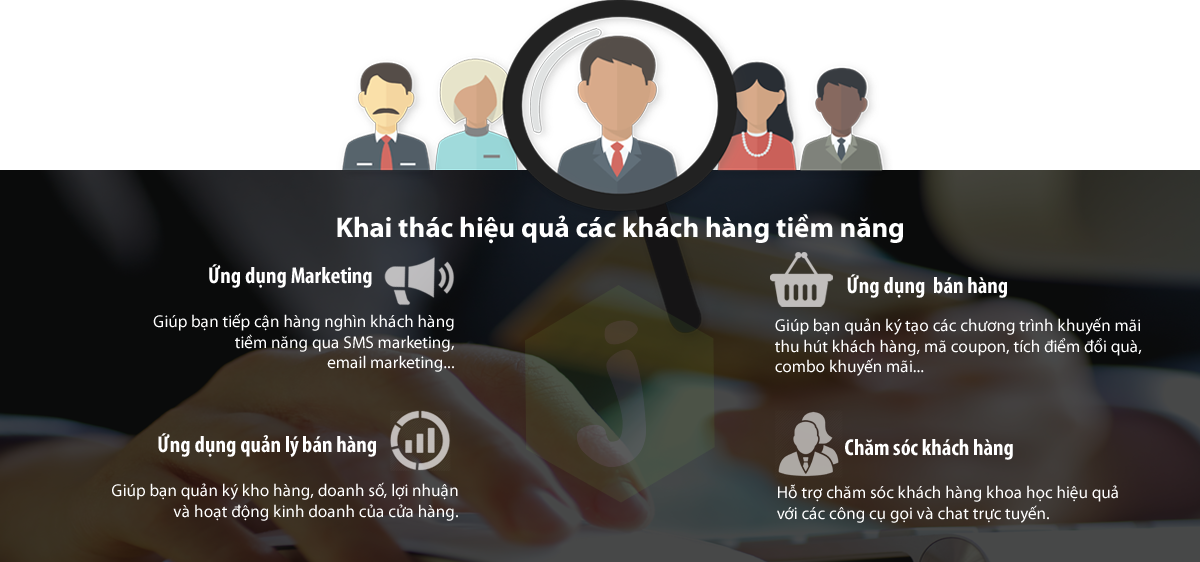 Khai thác hiệu quả các khách hàng tiềm năng
Ứng dụng Marketing
Giúp bạn tiếp cận hàng nghìn khách hàng
tiềm năng qua SMS marketing,
email marketing...
Ứng dụng bán hàng
Giúp bạn quản ký tạo các chương trình khuyến mãi
thu hút khách hàng, mã coupon, tích điểm đổi quà,
combo khuyến mãi...
Ứng dụng quản lý bán hàng
Giúp bạn quản ký kho hàng, doanh số, lợi nhuận
và hoạt động kinh doanh của cửa hàng.
Chăm sóc khách hàng
Hỗ trợ chăm sóc khách hàng khoa học hiệu quả
với các công cụ gọi và chat trực tuyến.